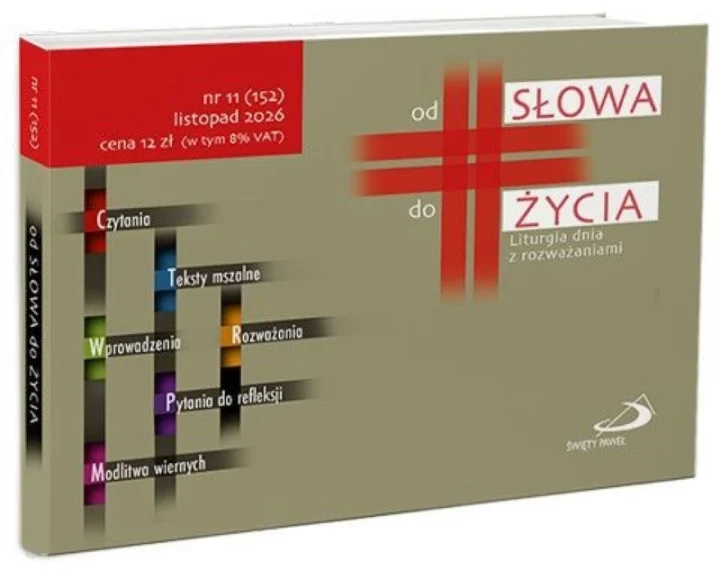 nr 11 (152)
nr 11 (152)
listopad 2026
cena 12 zł (w tym 8% VAT)
od SŁOWA
do ŻYCIA
Liturgia dnia
z rozważaniami
Czytania
Teksty mszalne
Wprowadzenia
Rozważania
Pytania do refleksji
Modlitwa wiernych
od SŁOWA do ŻYCIA
ŚWIĘTY PAWEŁ